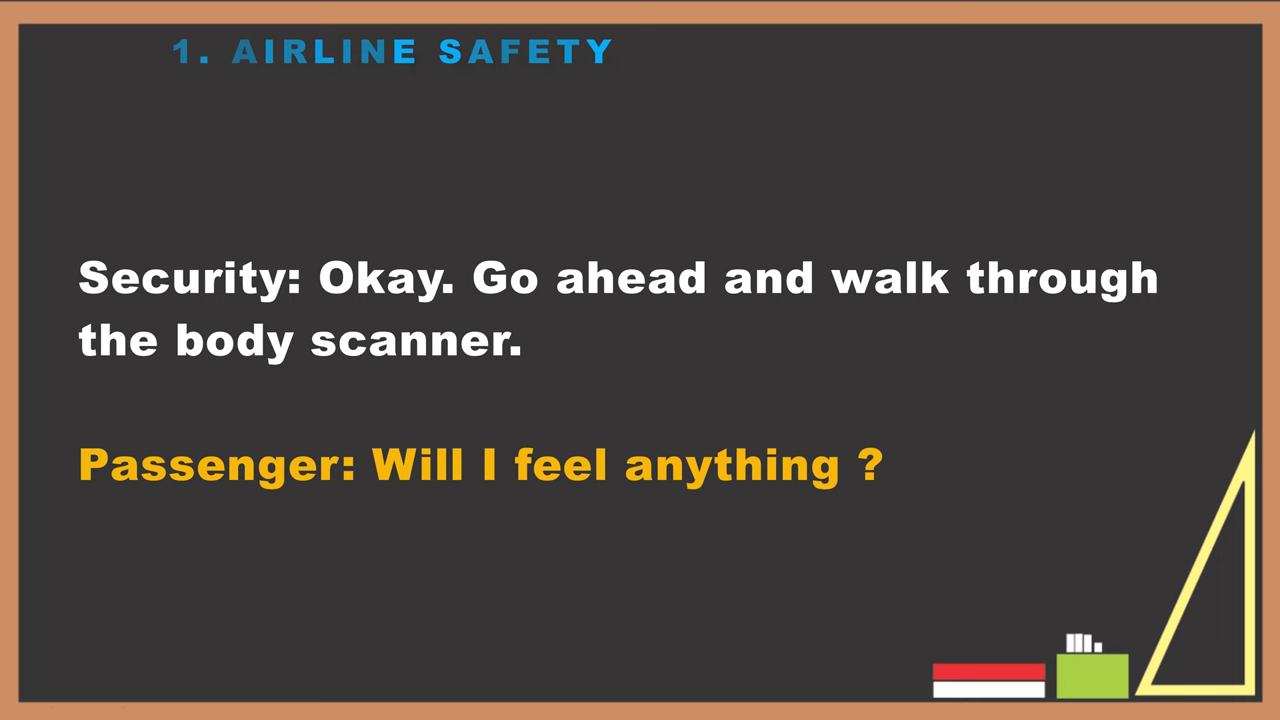 1. AIRLINE SAFETY
Security: Okay. Go ahead and walk through
the body scanner.
Passenger: Will I feel anything ?